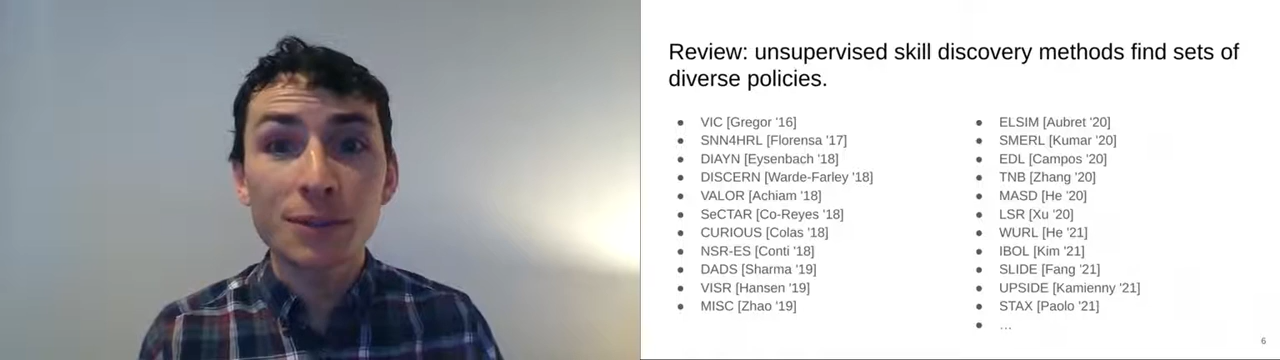 Review: unsupervised skill discovery methods find sets of
diverse policies.
● VIC [Gregor '16]
● SNN4HRL [Florensa '17]
● DIAYN [Eysenbach '18]
● DISCERN [Warde-Farley '18]
● VALOR [Achiam '18]
● SeCTAR [Co-Reyes '18]
● CURIOUS [Colas '18]
● NSR-ES [Conti '18]
● DADS [Sharma '19]
● VISR [Hansen '19]
● MISC [Zhao '19]
● ELSIM [Aubret '20]
● SMERL [Kumar '20]
● EDL [Campos '20]
● TNB [Zhang '20]
● MASD [He '20]
● LSR [Xu '20]
● WURL [He '21]
● IBOL [Kim '21]
● SLIDE [Fang '21]
● UPSIDE [Kamienny '21]
● STAX [Paolo '21]
● …
6